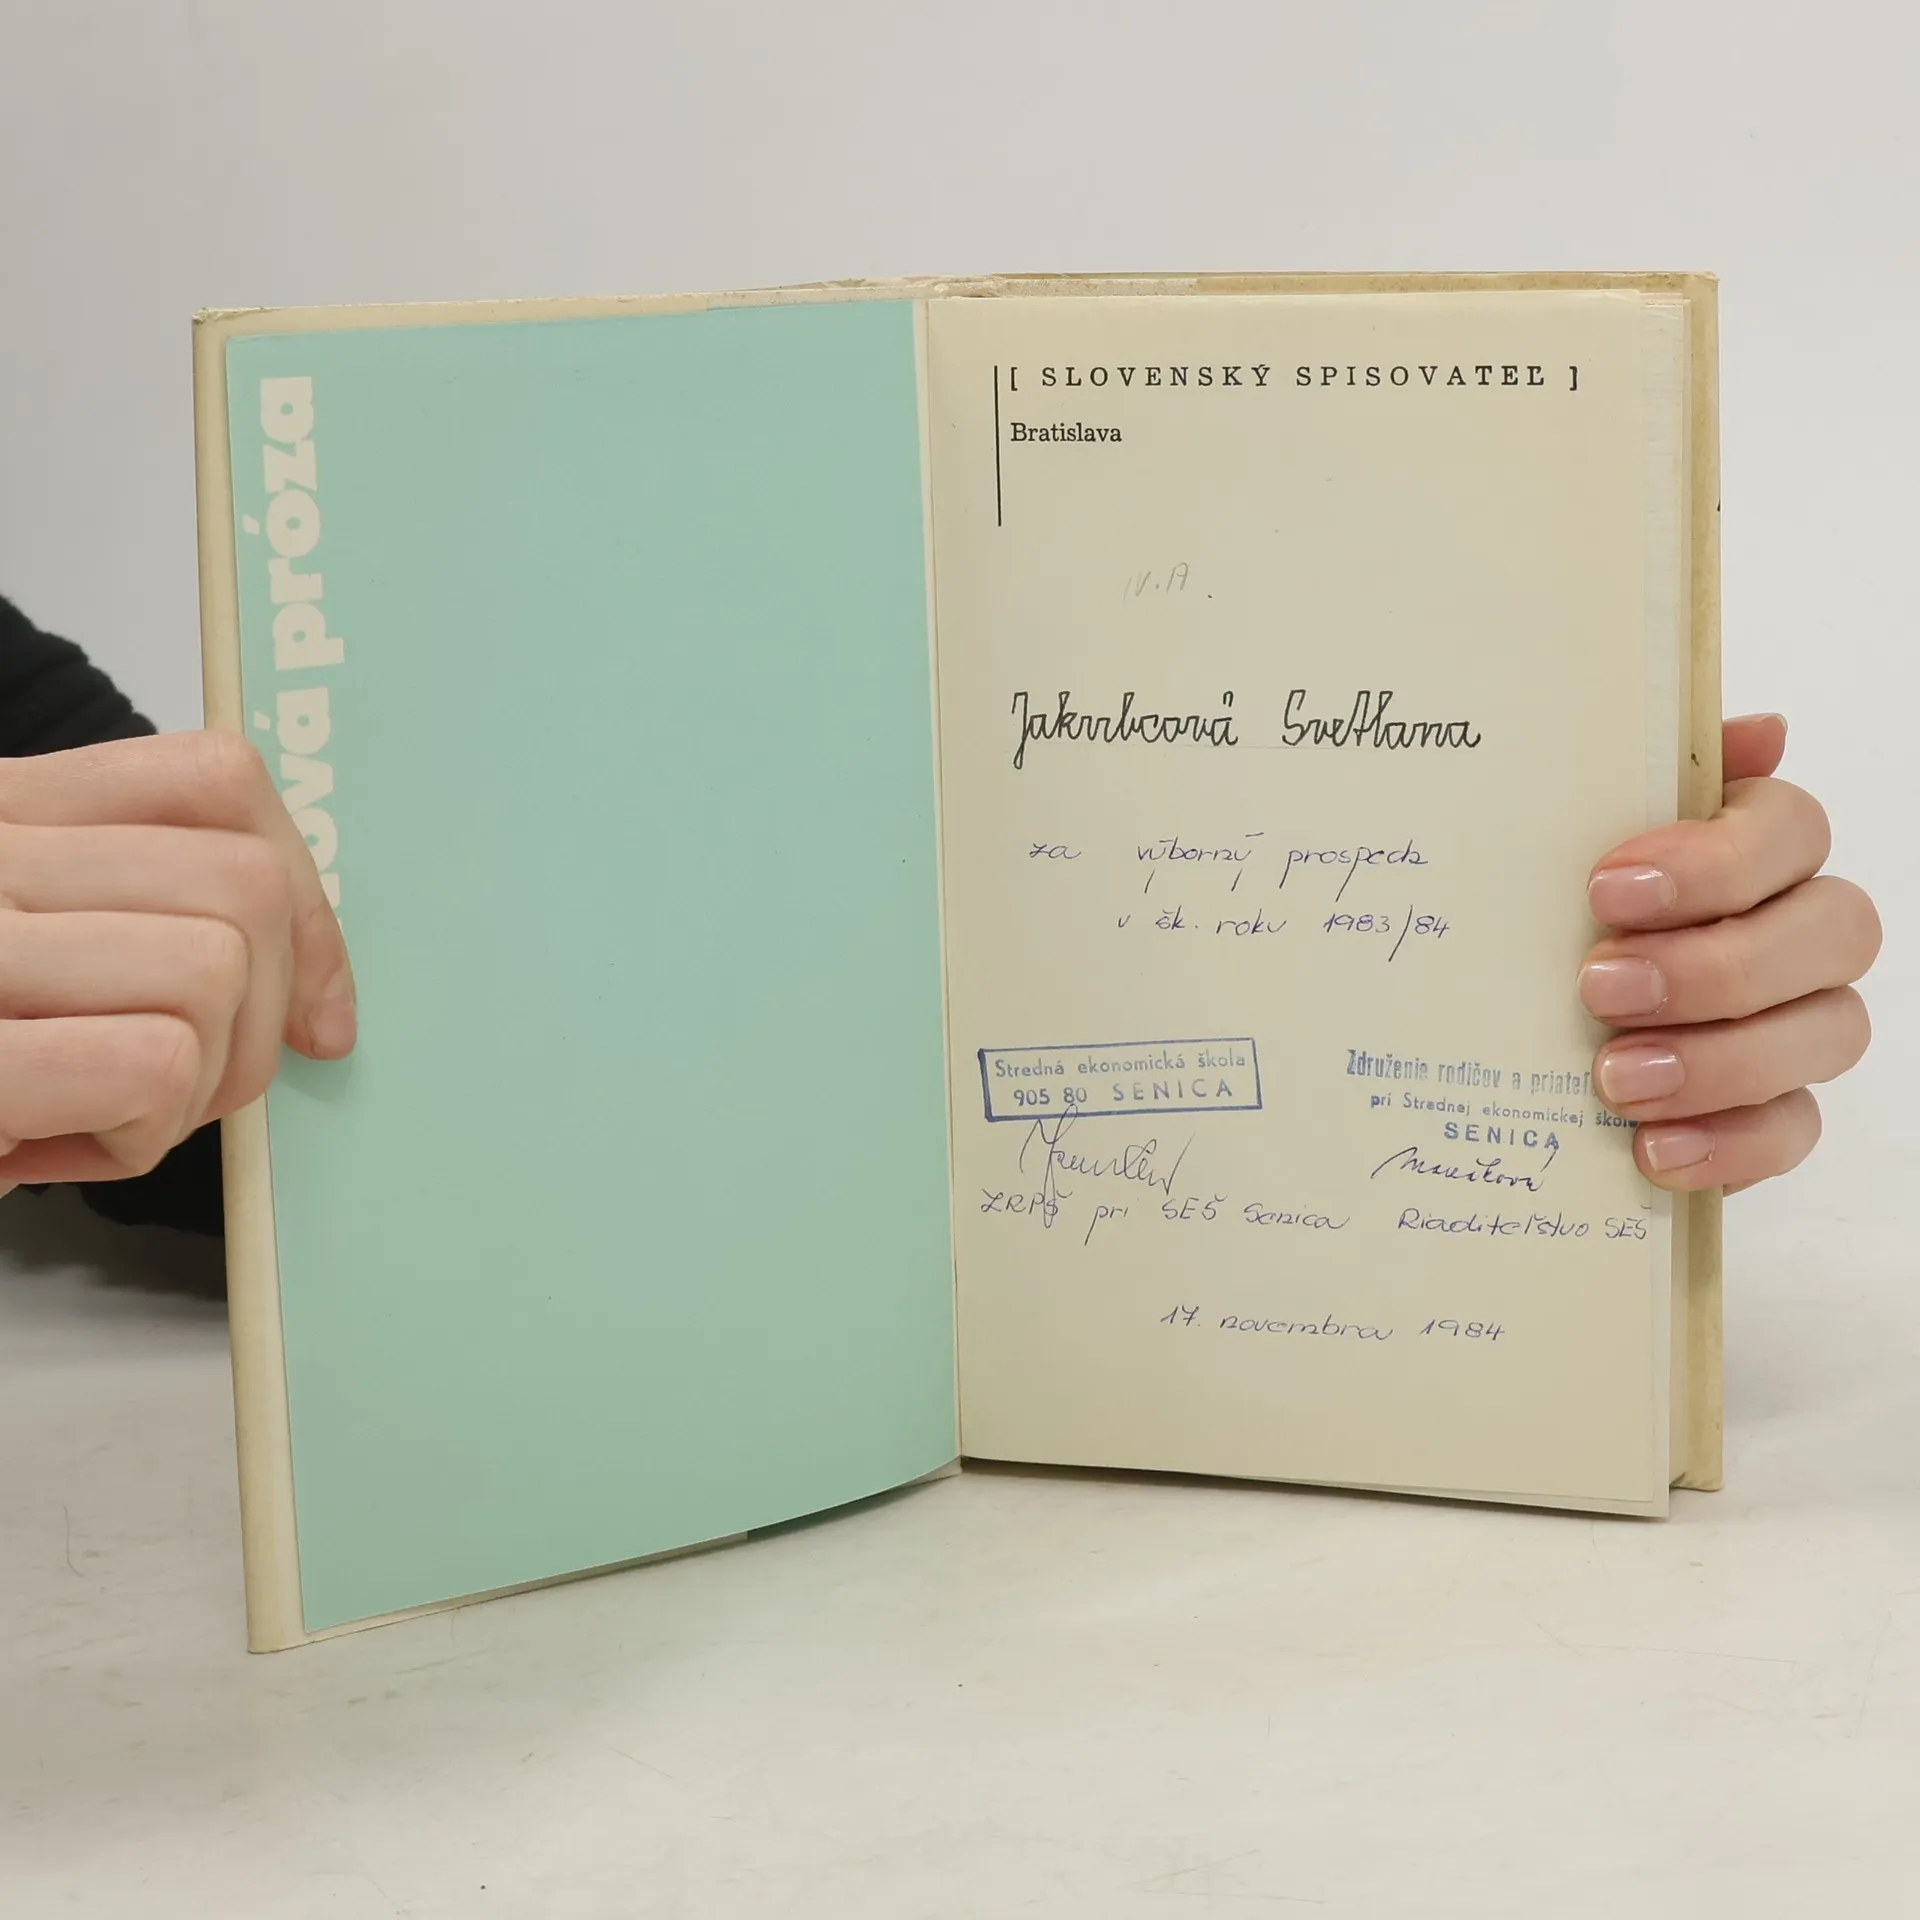 nová próza
[ SLOVENSKÝ SPISOVATEĽ ]
Bratislava
IV. A.
Jakubcová Svetlana
za výborný prospech
v šk. roku 1983/84
Stredná ekonomická škola
905 80 SENICA
Združenie rodičov a priateľ
pri Strednej ekonomickej škole
SENICA
ZRPŠ pri SEŠ Senica Riaditeľstvo SEŠ
17. novembra 1984